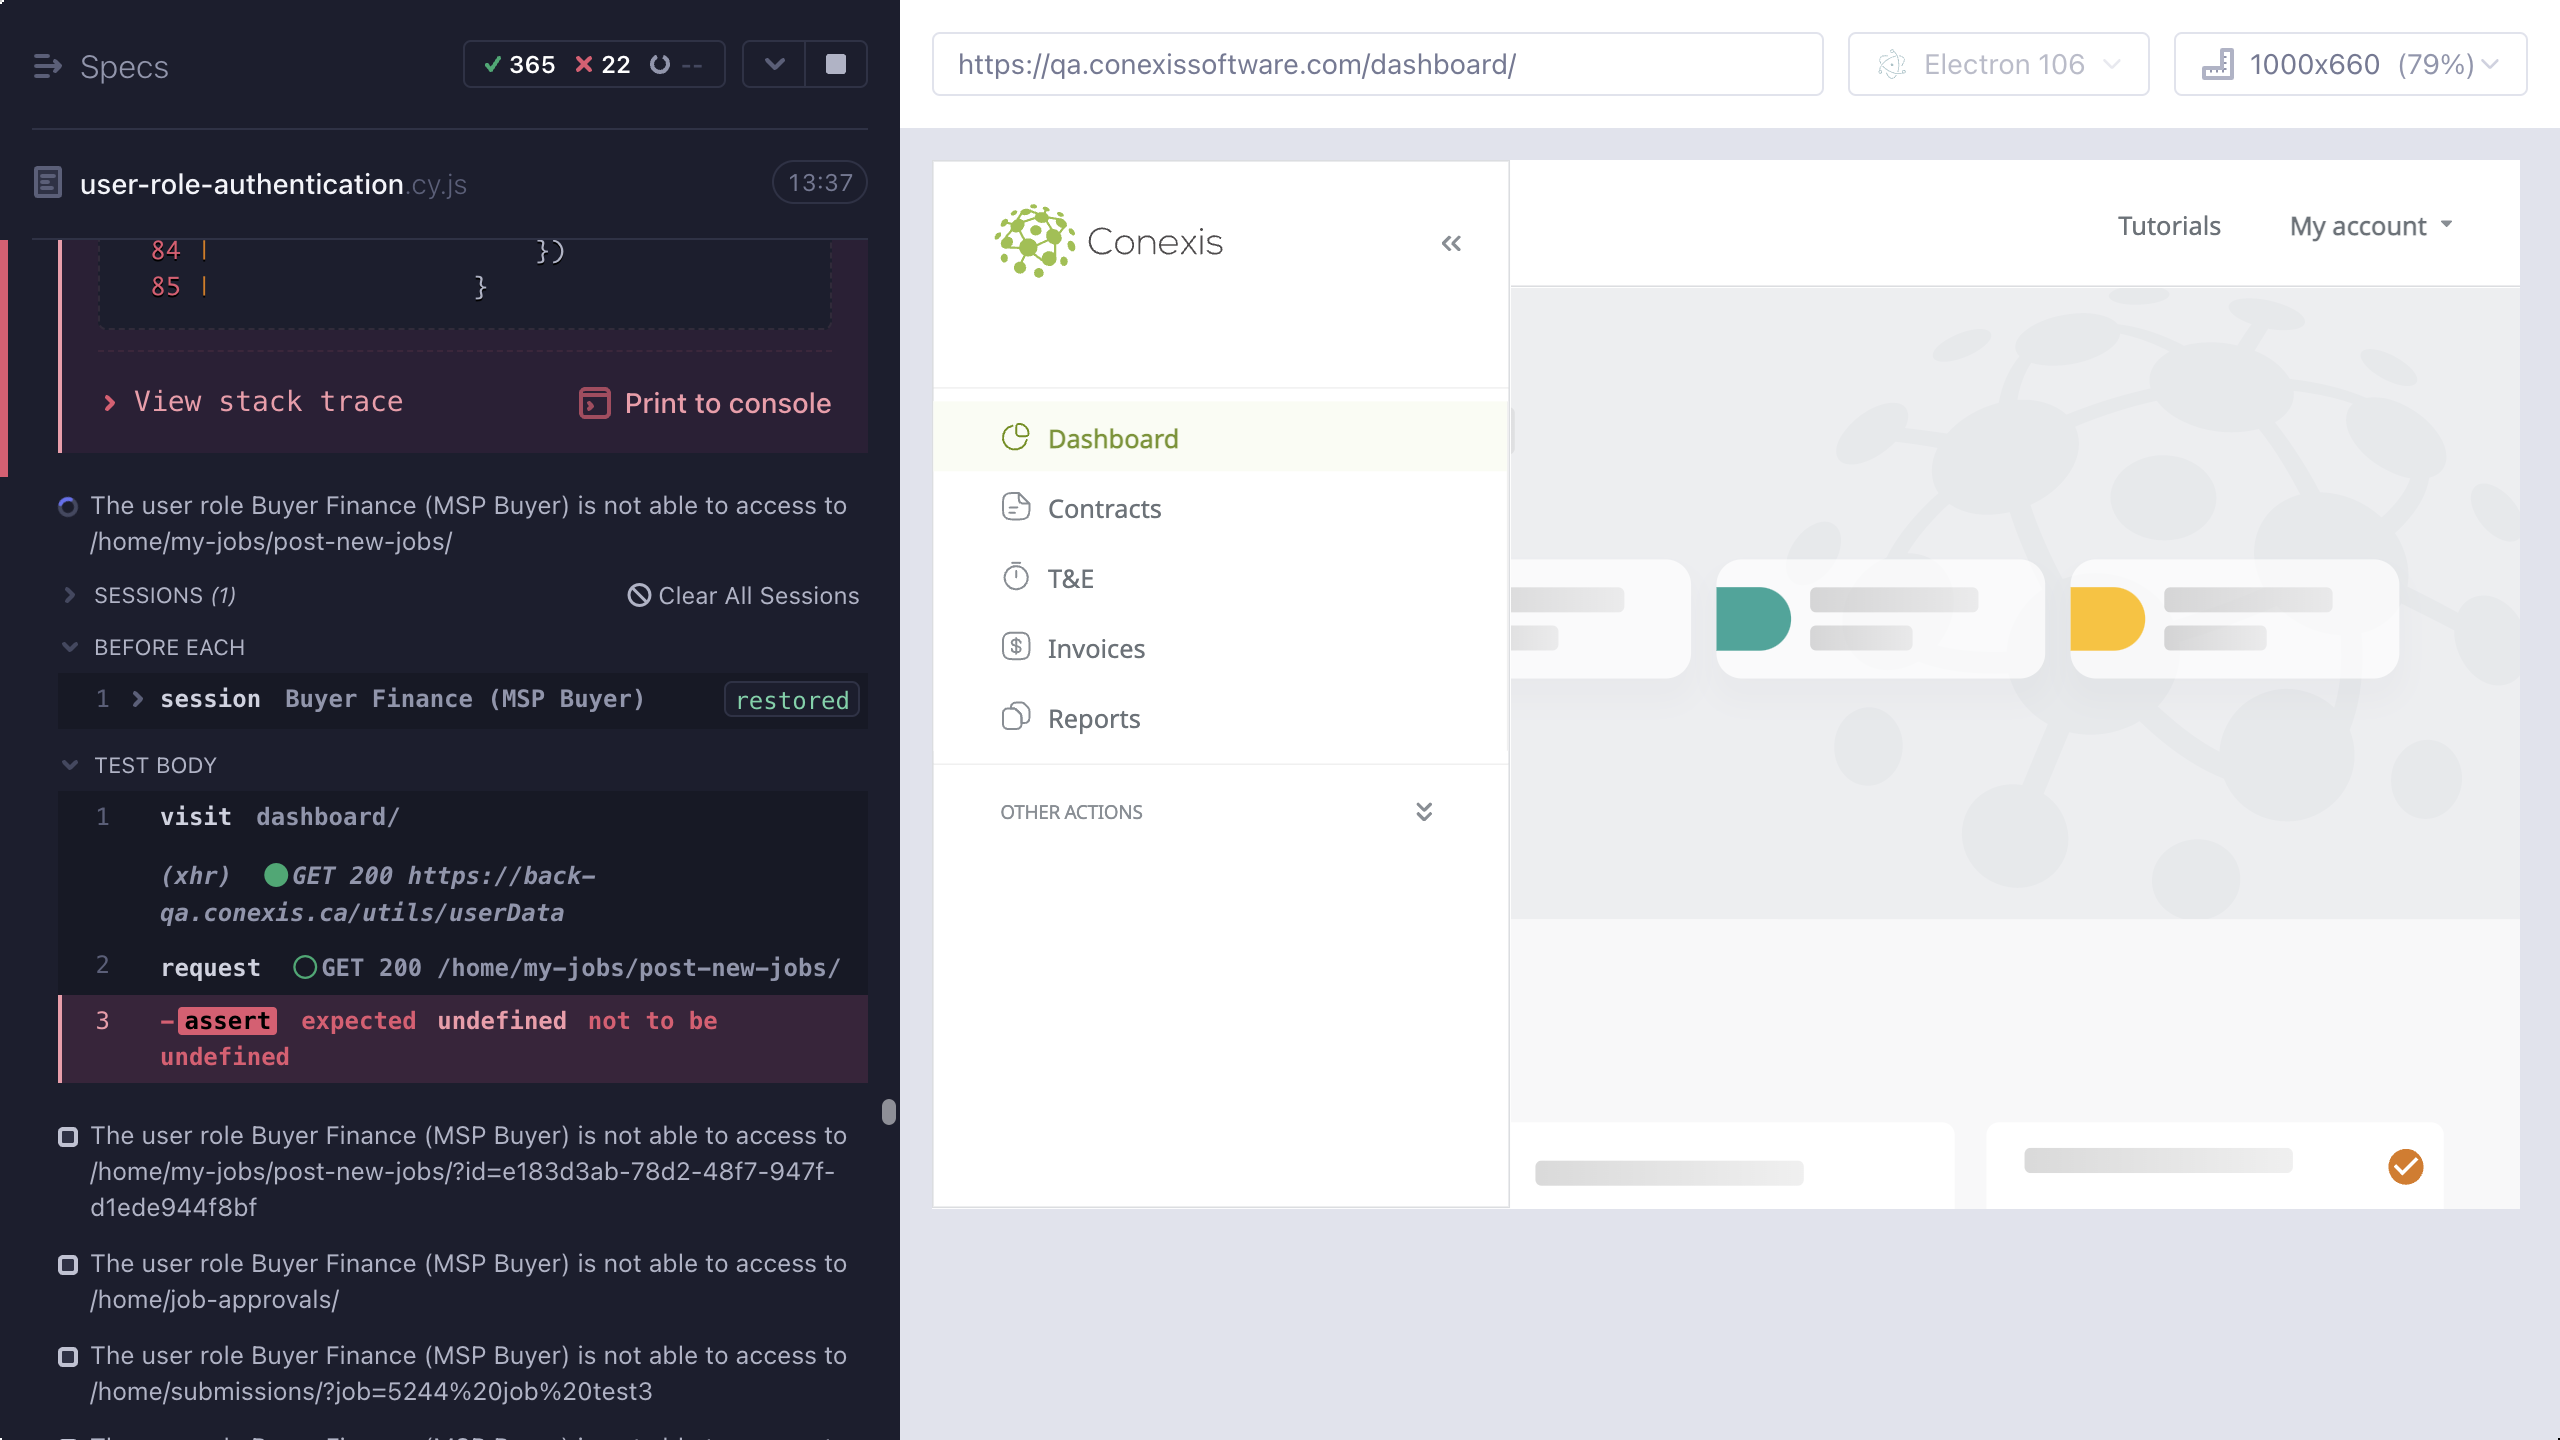 Specs
365 22 --
user-role-authentication.cy.js
13:37
84 | })
85 | }
View stack trace
Print to console
The user role Buyer Finance (MSP Buyer) is not able to access to
/home/my-jobs/post-new-jobs/
SESSIONS (1)
Clear All Sessions
BEFORE EACH
1 session Buyer Finance (MSP Buyer) restored
TEST BODY
1 visit dashboard/
(xhr) GET 200 https://back-
qa.conexis.ca/utils/userData
2 request GET 200 /home/my-jobs/post-new-jobs/
3 -assert expected undefined not to be
undefined
The user role Buyer Finance (MSP Buyer) is not able to access to
/home/my-jobs/post-new-jobs/?id=e183d3ab-78d2-48f7-947f-
d1ede944f8bf
The user role Buyer Finance (MSP Buyer) is not able to access to
/home/job-approvals/
The user role Buyer Finance (MSP Buyer) is not able to access to
/home/submissions/?job=5244%20job%20test3
https://qa.conexissoftware.com/dashboard/
Electron 106
1000x660 (79%)
Conexis
Tutorials
My account
Dashboard
Contracts
T&E
Invoices
Reports
OTHER ACTIONS